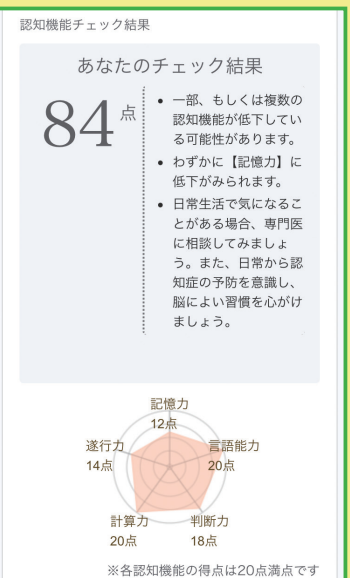 認知機能チェック結果
あなたのチェック結果
84点
• 一部、もしくは複数の
認知機能が低下してい
る可能性があります。
• わずかに【記憶力】に
低下がみられます。
• 日常生活で気になるこ
とがある場合、専門医
に相談してみましょ
う。また、日常から認
知症の予防を意識し、
脳によい習慣を心がけ
ましょう。
記憶力
12点
遂行力
14点
言語能力
20点
計算力
20点
判断力
18点
※各認知機能の得点は20点満点です